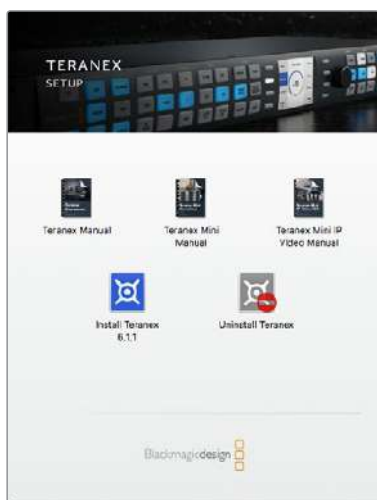 TERANEX
SETUP
Teranex Manual
Teranex Mini
Manual
Teranex Mini IP
Video Manual
Install Teranex
6.1.1
Uninstall Teranex
Blackmagicdesign